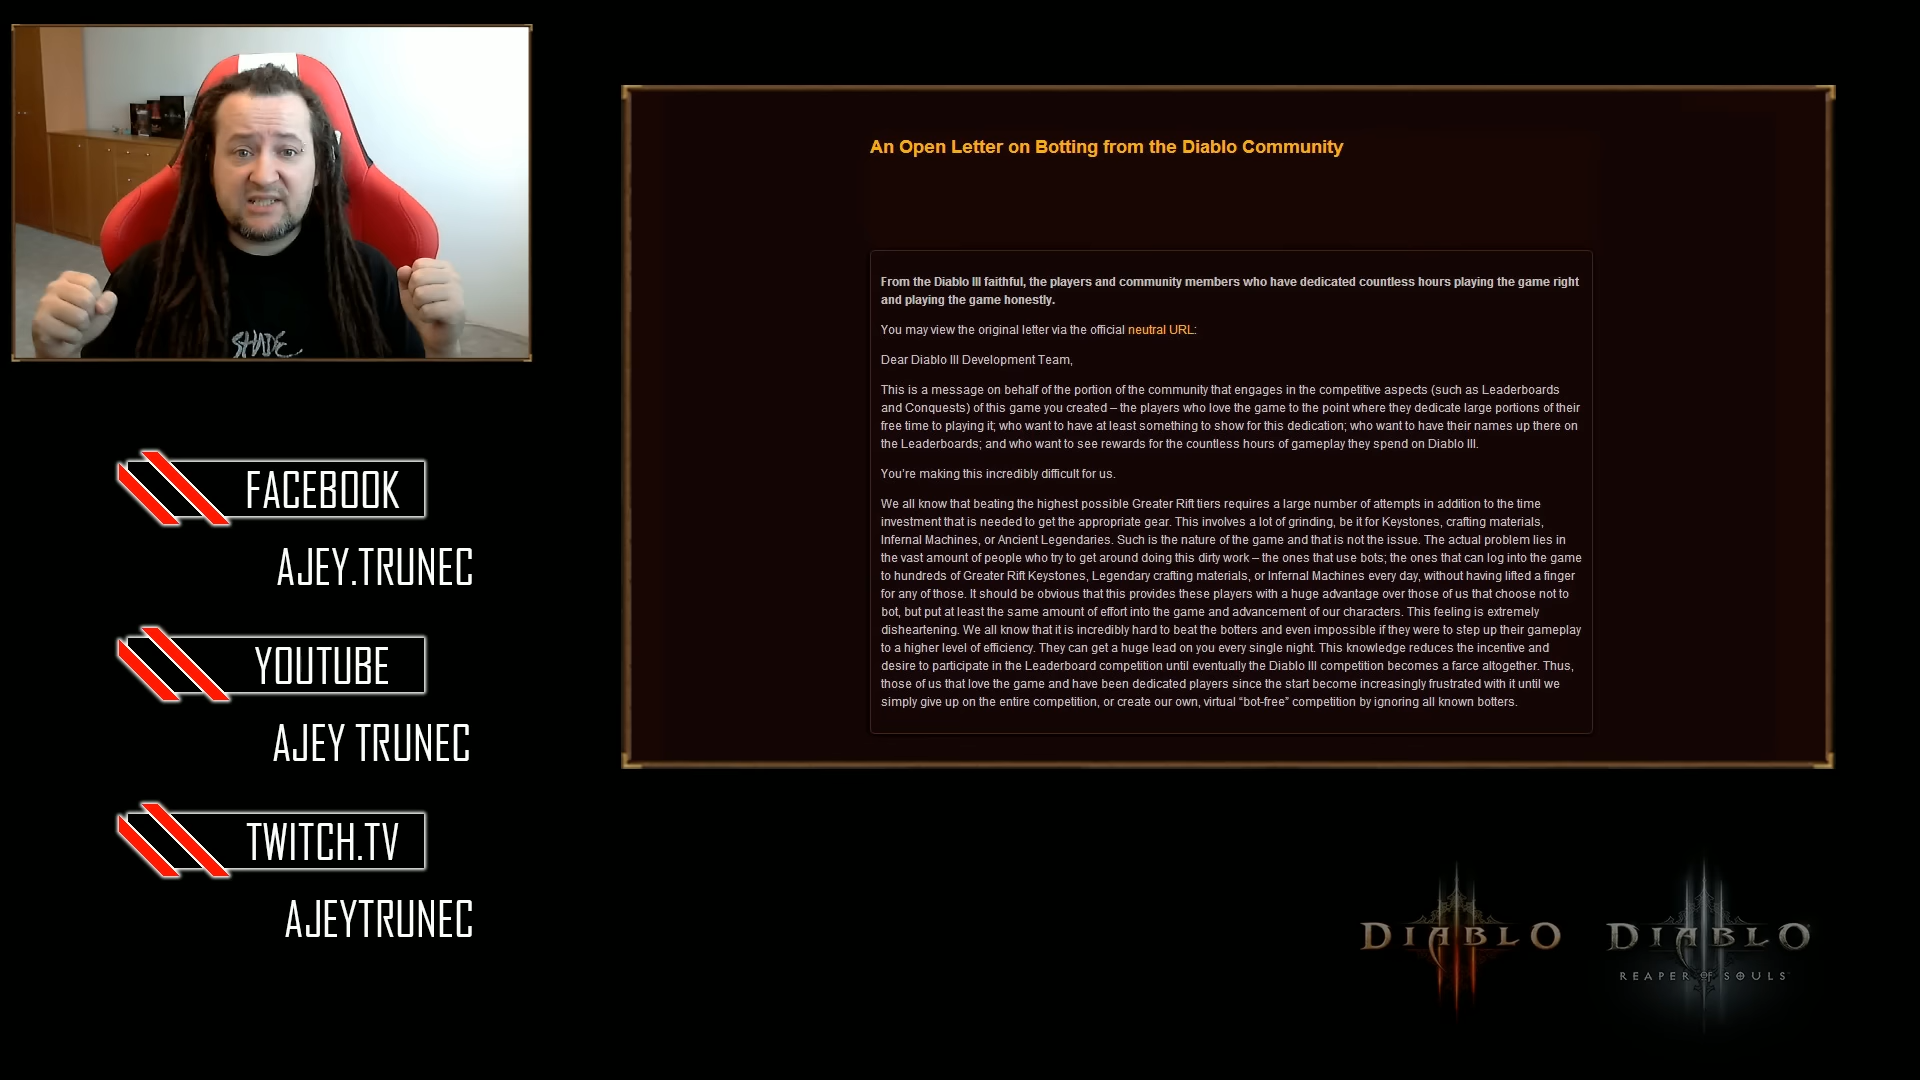 SHADE
FACEBOOK
AJEY.TRUNEC
YOUTUBE
AJEY TRUNEC
TWITCH.TV
AJEYTRUNEC
An Open Letter on Botting from the Diablo Community
From the Diablo III faithful, the players and community members who have dedicated countless hours playing the game right
and playing the game honestly.
You may view the original letter via the official neutral URL:
Dear Diablo III Development Team,
This is a message on behalf of the portion of the community that engages in the competitive aspects (such as Leaderboards
and Conquests) of this game you created – the players who love the game to the point where they dedicate large portions of their
free time to playing it; who want to have at least something to show for this dedication; who want to have their names up there on
the Leaderboards; and who want to see rewards for the countless hours of gameplay they spend on Diablo III.
You’re making this incredibly difficult for us.
We all know that beating the highest possible Greater Rift tiers requires a large number of attempts in addition to the time
investment that is needed to get the appropriate gear. This involves a lot of grinding, be it for Keystones, crafting materials,
Infernal Machines, or Ancient Legendaries. Such is the nature of the game and that is not the issue. The actual problem lies in
the vast amount of people who try to get around doing this dirty work – the ones that use bots; the ones that can log into the game
to hundreds of Greater Rift Keystones, Legendary crafting materials, or Infernal Machines every day, without having lifted a finger
for any of those. It should be obvious that this provides these players with a huge advantage over those of us that choose not to
bot, but put at least the same amount of effort into the game and advancement of our characters. This feeling is extremely
disheartening. We all know that it is incredibly hard to beat the botters and even impossible if they were to step up their gameplay
to a higher level of efficiency. They can get a huge lead on you every single night. This knowledge reduces the incentive and
desire to participate in the Leaderboard competition until eventually the Diablo III competition becomes a farce altogether. Thus,
those of us that love the game and have been dedicated players since the start become increasingly frustrated with it until we
simply give up on the entire competition, or create our own, virtual “bot-free” competition by ignoring all known botters.
DIABLO
DIABLO
REAPER OF SOULS